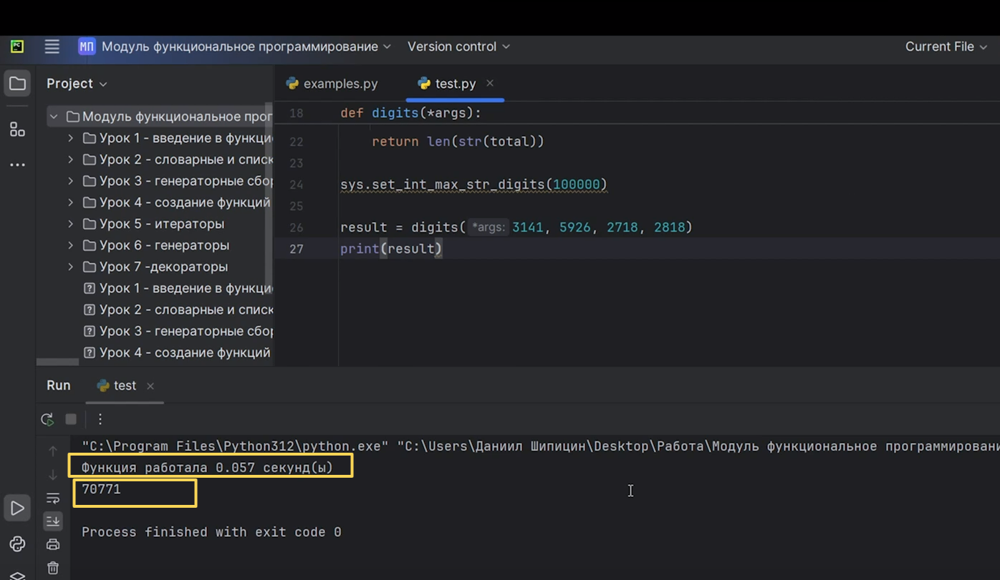 PC
МП Модуль функциональное программирование Version control Current File
Project
examples.py
test.py
Модуль функциональное прог
Урок 1 - введение в функци
Урок 2 - словарные и списк
Урок 3 - генераторные сбор
Урок 4 - создание функций
Урок 5 - итераторы
Урок 6 - генераторы
Урок 7 -декораторы
Урок 1 - введение в функци
Урок 2 - словарные и списк
Урок 3 - генераторные сбор
Урок 4 - создание функций
18 def digits(*args):
22 return len(str(total))
23
24 sys.set_int_max_str_digits(100000)
25
26 result = digits( *args: 3141, 5926, 2718, 2818)
27 print(result)
Run test
"C:\Program Files\Python312\python.exe" "C:\Users\Даниил Шипицин\Desktop\Работа\Модуль функциональное программировани
Функция работала 0.057 секунд(ы)
70771
Process finished with exit code 0